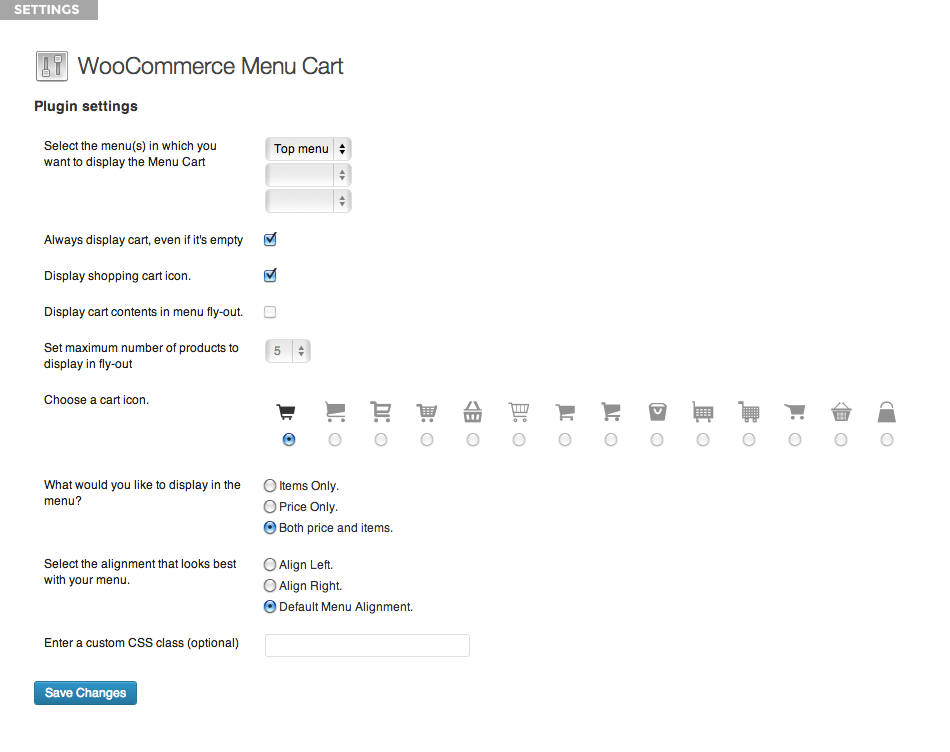 SETTINGS
WooCommerce Menu Cart
Plugin settings
Select the menu(s) in which you
want to display the Menu Cart
Top menu
Always display cart, even if it's empty
Display shopping cart icon.
Display cart contents in menu fly-out.
Set maximum number of products to
display in fly-out
5
Choose a cart icon.
What would you like to display in the
menu?
Items Only.
Price Only.
Both price and items.
Select the alignment that looks best
with your menu.
Align Left.
Align Right.
Default Menu Alignment.
Enter a custom CSS class (optional)
Save Changes